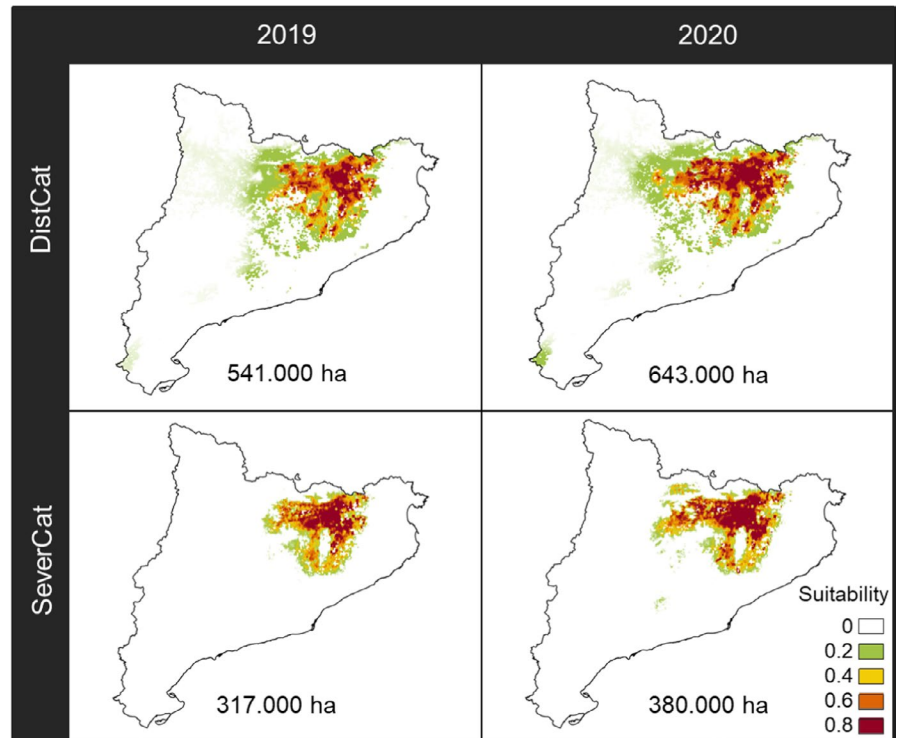 2019
2020
DistCat
541.000 ha
643.000 ha
SeverCat
317.000 ha
380.000 ha
Suitability
0
0.2
0.4
0.6
0.8